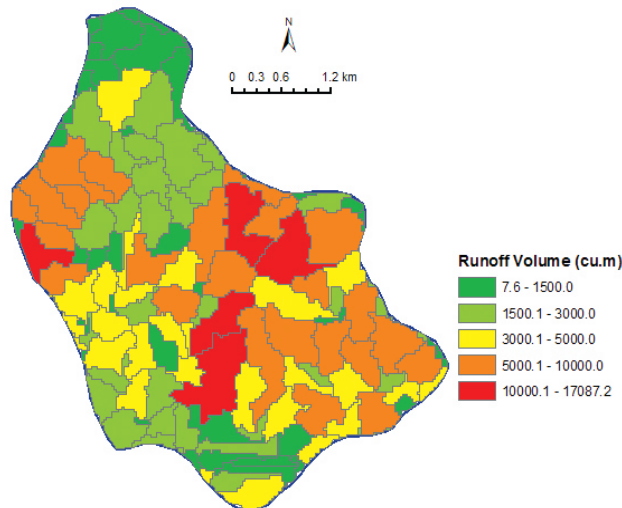 N
0 0.3 0.6 1.2 km
Runoff Volume (cu.m)
7.6 - 1500.0
1500.1 - 3000.0
3000.1 - 5000.0
5000.1 - 10000.0
10000.1 - 17087.2